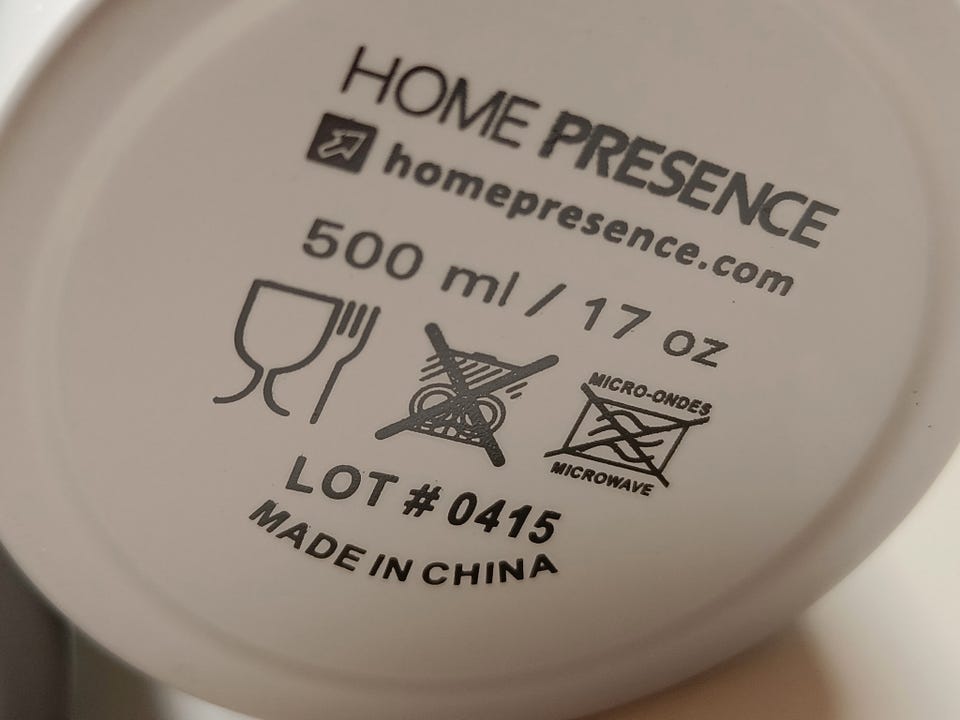 HOME PRESENCE
homepresence.com
500 ml / 17 oz
MICRO-ONDES
MICROWAVE
LOT # 0415
MADE IN CHINA